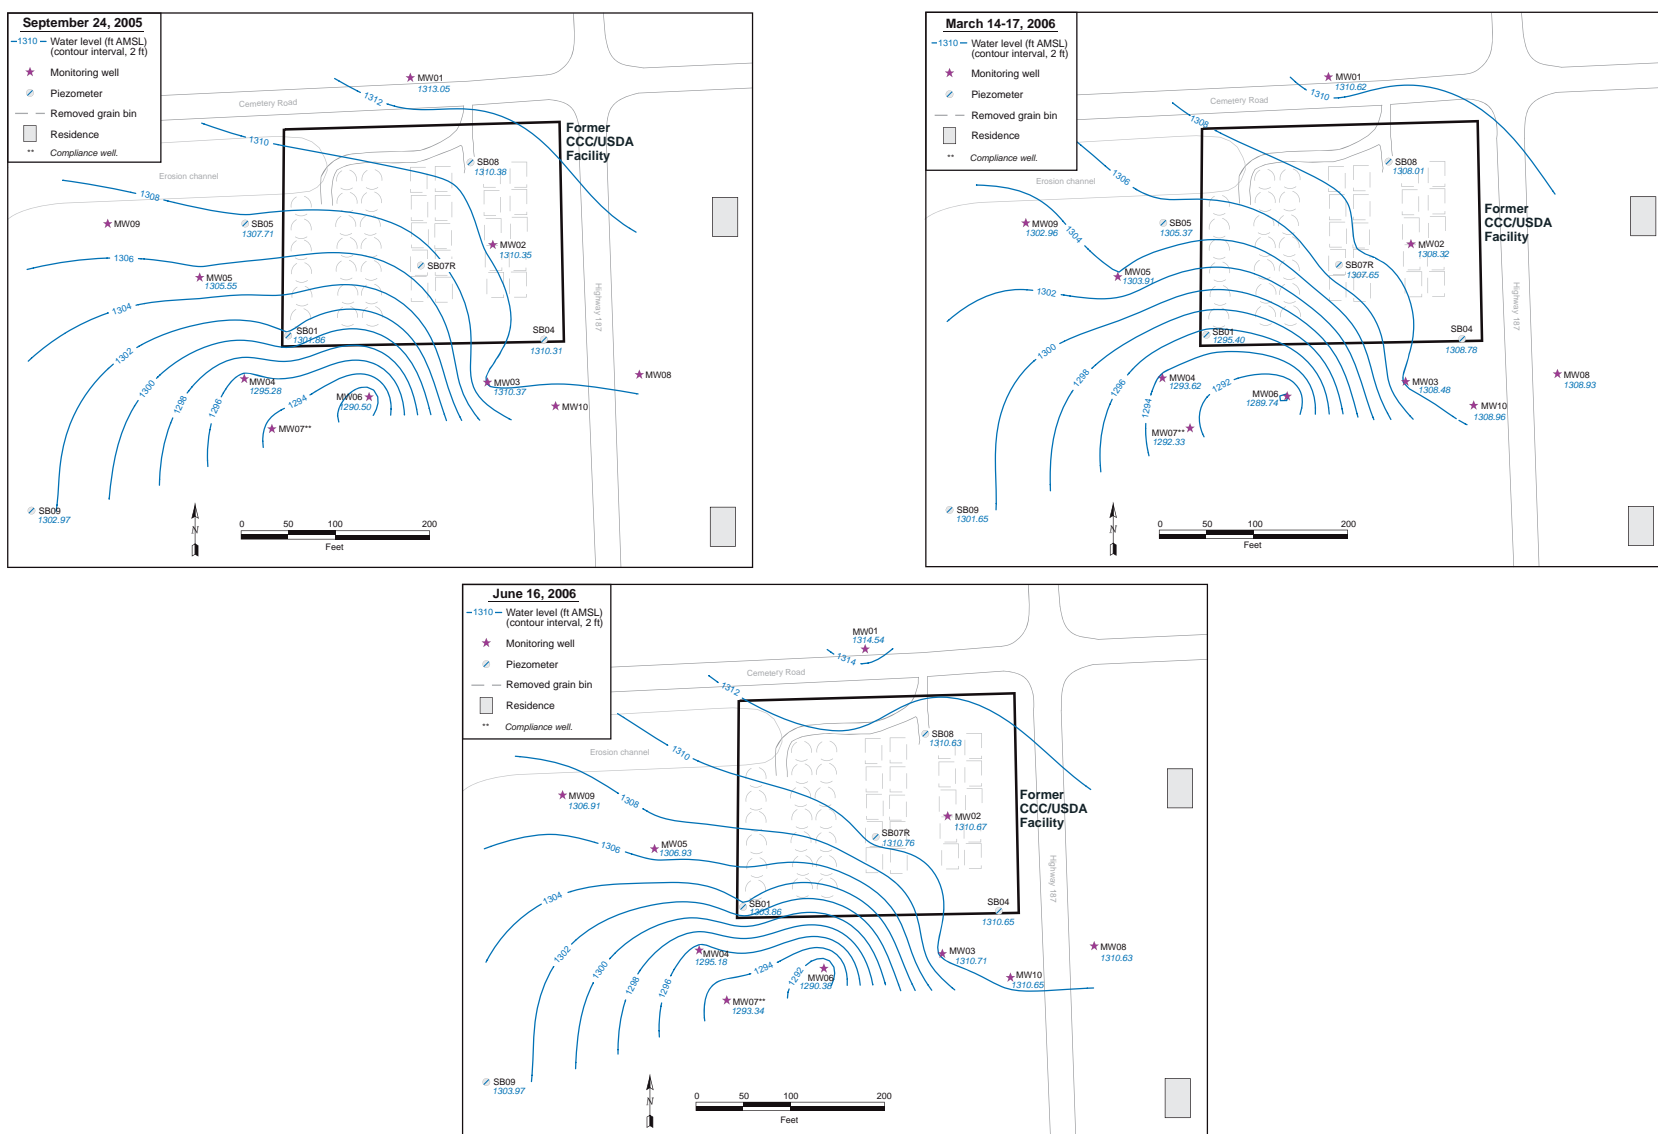 September 24, 2005
1310 Water level (ft AMSL)
(contour interval, 2 ft)
Monitoring well
Piezometer
Removed grain bin
Residence
** Compliance well.
MW01
1313.05
1312
Cemetery Road
Former
CCC/USDA
Facility
1310
SB08
1310.38
Erosion channel
1308
MW09
SB05
1307.71
MW02
1310.35
1306
SB07R
MW05
1305.55
1304
Highway 187
SB01
1301.86
SB04
1310.31
1302
MW04
1295.28
MW03
1310.37
MW08
1300
1298
1296
1294
MW06
1290.50
MW10
MW07**
SB09
1302.97
N
0 50 100 200
Feet
March 14-17, 2006
1310 Water level (ft AMSL)
(contour interval, 2 ft)
Monitoring well
Piezometer
Removed grain bin
Residence
** Compliance well.
MW01
1310.62
1310
Cemetery Road
1308
SB08
1308.01
1306
Erosion channel
Former
CCC/USDA
Facility
MW09
1302.96
SB05
1305.37
1304
MW02
1308.32
SB07R
1307.65
MW05
1303.91
1302
Highway 187
SB01
1295.40
SB04
1308.78
1300
1298
1296
MW04
1293.62
1292
MW03
1308.48
MW08
1308.93
1294
MW06
1289.74
MW10
1308.96
MW07**
1292.33
SB09
1301.65
N
0 50 100 200
Feet
June 16, 2006
1310 Water level (ft AMSL)
(contour interval, 2 ft)
Monitoring well
Piezometer
Removed grain bin
Residence
** Compliance well.
MW01
1314.54
1314
Cemetery Road
1312
SB08
1310.63
1310
Erosion channel
MW09
1306.91
1308
Former
CCC/USDA
Facility
MW02
1310.67
SB07R
1310.76
1306
MW05
1306.93
Highway 187
1304
SB01
1303.86
SB04
1310.65
1302
MW04
1295.18
MW03
1310.71
MW08
1310.63
1300
1298
1296
1294
1292
MW06
1290.38
MW10
1310.65
MW07**
1293.34
SB09
1303.97
N
0 50 100 200
Feet